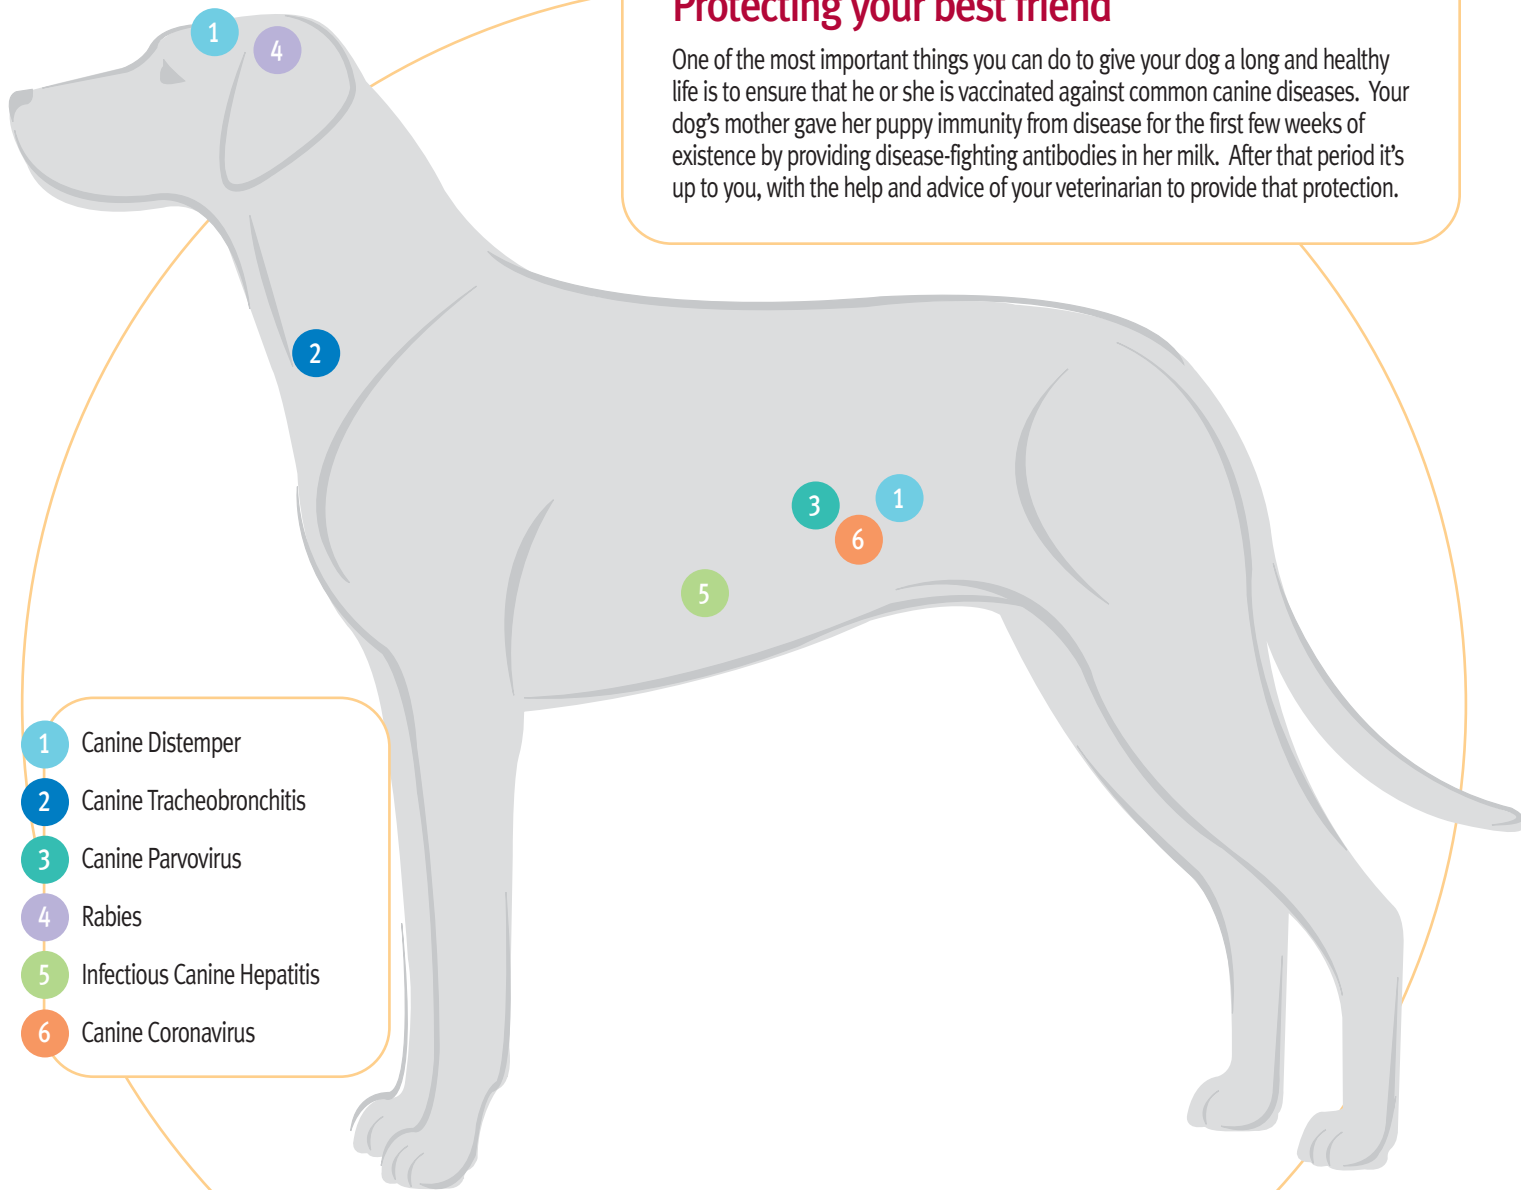 Protecting your best friend
One of the most important things you can do to give your dog a long and healthy
life is to ensure that he or she is vaccinated against common canine diseases.  Your
dog’s mother gave her puppy immunity from disease for the first few weeks of
existence by providing disease-fighting antibodies in her milk.  After that period it’s
up to you, with the help and advice of your veterinarian to provide that protection.
1
4
2
3
1
6
5
1 Canine Distemper
2 Canine Tracheobronchitis
3 Canine Parvovirus
4 Rabies
5 Infectious Canine Hepatitis
6 Canine Coronavirus